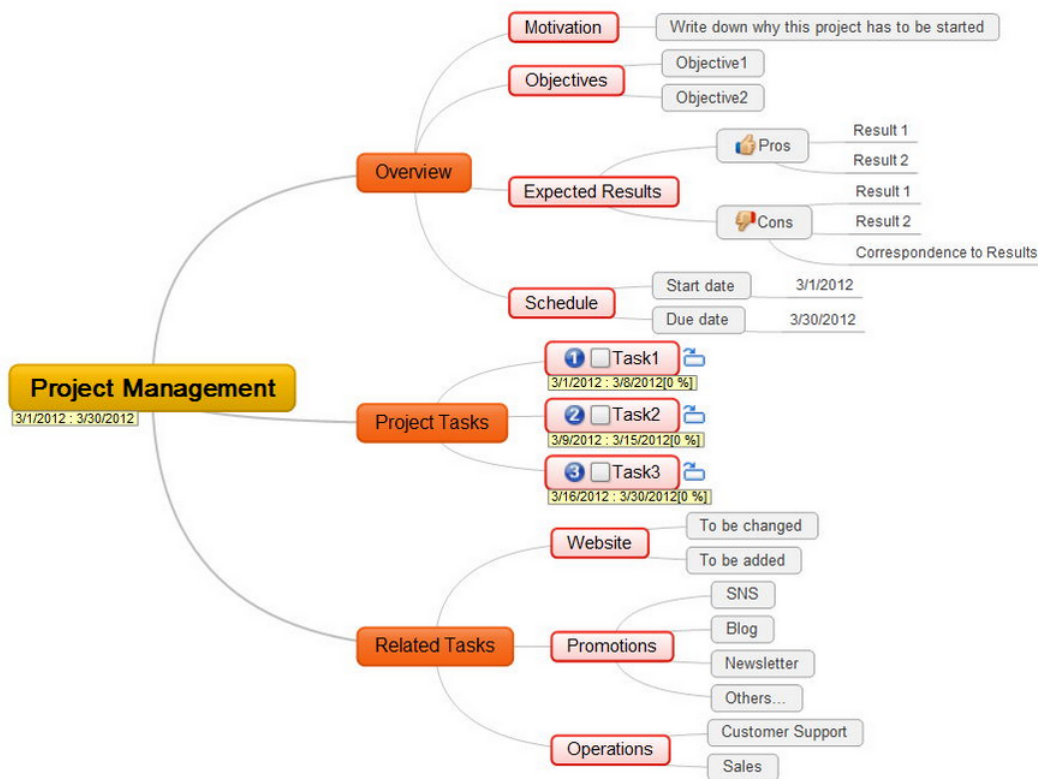 Project Management
3/1/2012 : 3/30/2012
Overview
Motivation
Write down why this project has to be started
Objectives
Objective1
Objective2
Expected Results
Pros
Result 1
Result 2
Cons
Result 1
Result 2
Correspondence to Results
Schedule
Start date
3/1/2012
Due date
3/30/2012
Project Tasks
1 Task1
3/1/2012 : 3/8/2012[0 %]
2 Task2
3/9/2012 : 3/15/2012[0 %]
3 Task3
3/16/2012 : 3/30/2012[0 %]
Related Tasks
Website
To be changed
To be added
Promotions
SNS
Blog
Newsletter
Others...
Operations
Customer Support
Sales